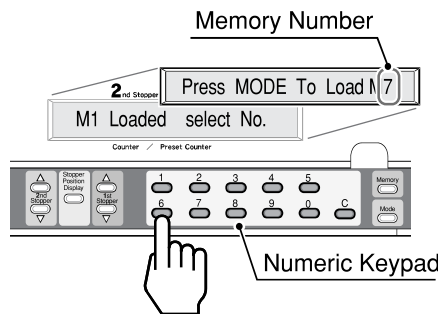 Memory Number
2nd Stopper
Press MODE To Load M7
M1 Loaded select No.
Counter / Preset Counter
Stopper
Position
Display
2nd
Stopper
1st
Stopper
1 2 3 4 5
6 7 8 9 0 C
Memory
Mode
Numeric Keypad